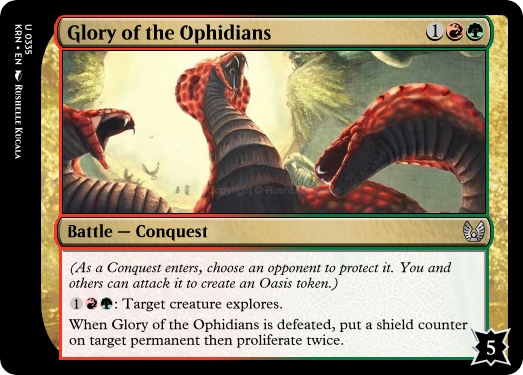 Glory of the Ophidians
1
U 0335
KRN • EN RUSHELLE KUCALA
Battle — Conquest
(As a Conquest enters, choose an opponent to protect it. You and
others can attack it to create an Oasis token.)
1 : Target creature explores.
When Glory of the Ophidians is defeated, put a shield counter
on target permanent then proliferate twice.
5